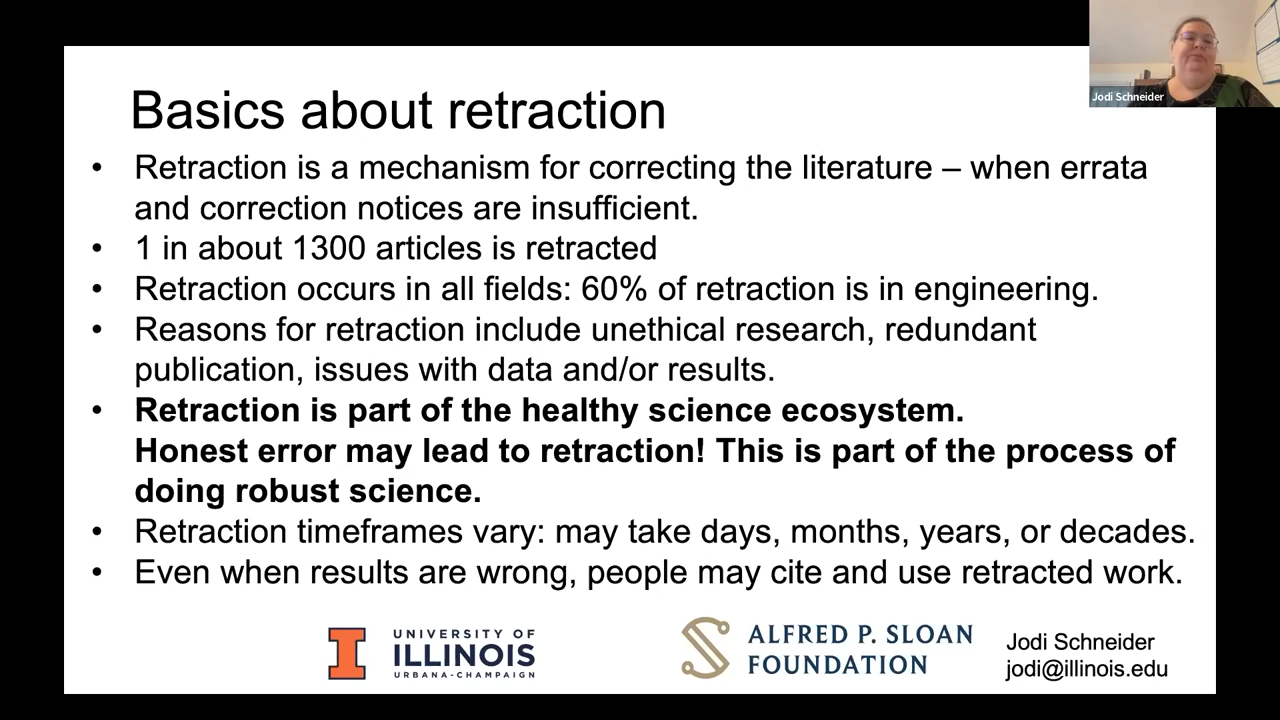 Jodi Schneider
Basics about retraction
• Retraction is a mechanism for correcting the literature – when errata
and correction notices are insufficient.
• 1 in about 1300 articles is retracted
• Retraction occurs in all fields: 60% of retraction is in engineering.
• Reasons for retraction include unethical research, redundant
publication, issues with data and/or results.
• Retraction is part of the healthy science ecosystem.
Honest error may lead to retraction! This is part of the process of
doing robust science.
• Retraction timeframes vary: may take days, months, years, or decades.
• Even when results are wrong, people may cite and use retracted work.
I
UNIVERSITY OF
ILLINOIS
URBANA-CHAMPAIGN
ALFRED P. SLOAN
FOUNDATION
Jodi Schneider
jodi@illinois.edu